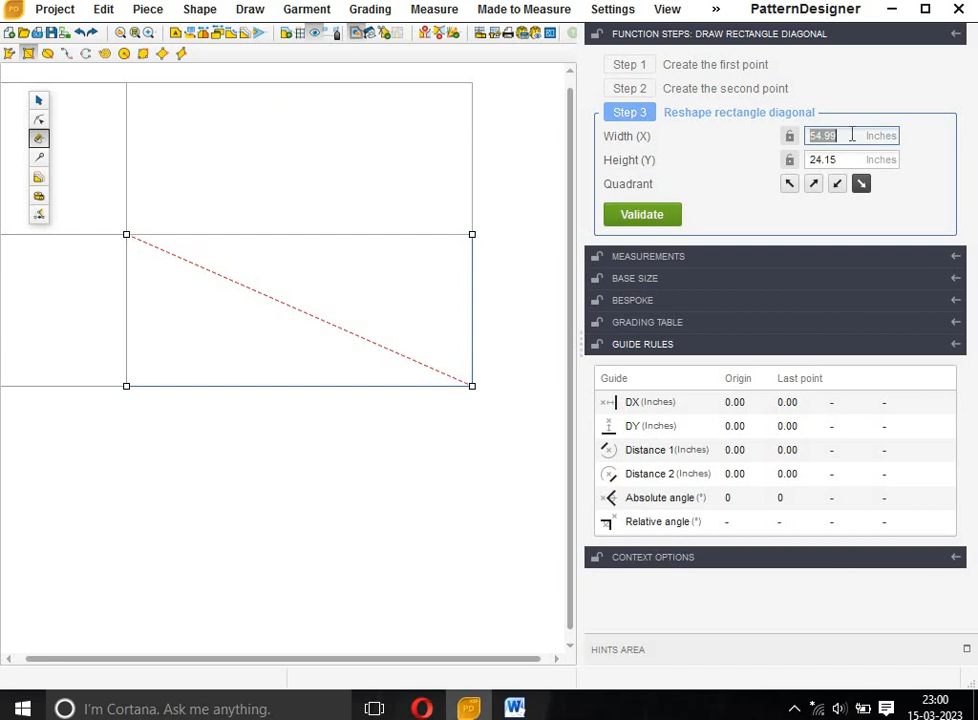 PD Project Edit Piece Shape Draw Garment Grading Measure Made to Measure Settings View » PatternDesigner
FUNCTION STEPS: DRAW RECTANGLE DIAGONAL
Step 1 Create the first point
Step 2 Create the second point
Step 3 Reshape rectangle diagonal
Width (X) 54.99 Inches
Height (Y) 24.15 Inches
Quadrant
Validate
MEASUREMENTS
BASE SIZE
BESPOKE
GRADING TABLE
GUIDE RULES
Guide Origin Last point
DX (Inches) 0.00 0.00 - -
DY (Inches) 0.00 0.00 - -
Distance 1(Inches) 0.00 0.00 - -
Distance 2 (Inches) 0.00 0.00 - -
Absolute angle (°) 0 0 - -
Relative angle (°) - - - -
CONTEXT OPTIONS
HINTS AREA
I'm Cortana. Ask me anything.
PD
23:00
15-03-2023